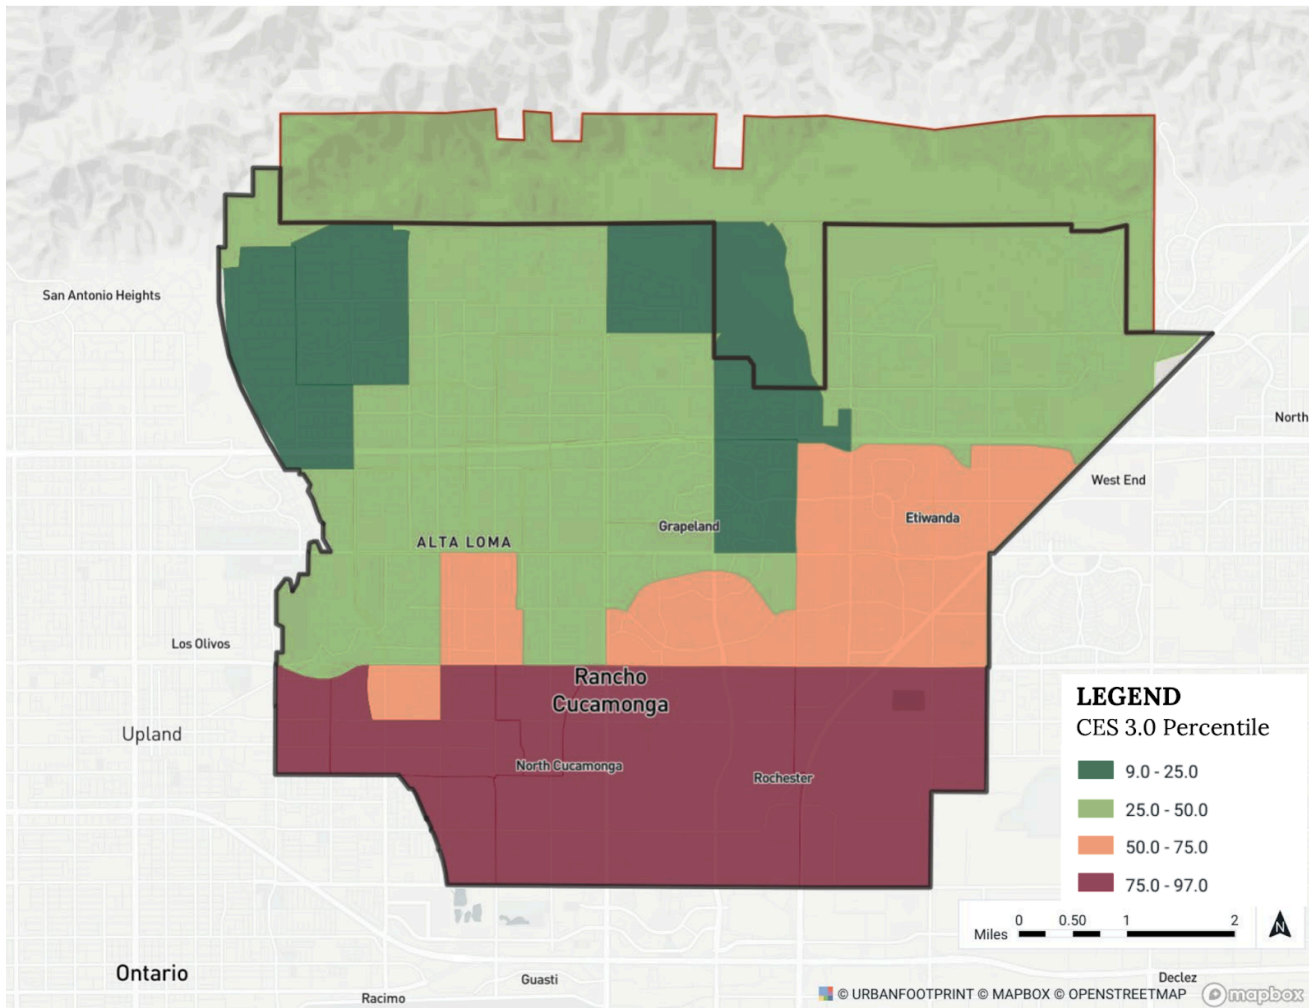 San Antonio Heights
North
West End
Etiwanda
Grapeland
ALTA LOMA
Los Olivos
Rancho
Cucamonga
Upland
North Cucamonga
Rochester
LEGEND
CES 3.0 Percentile
9.0 - 25.0
25.0 - 50.0
50.0 - 75.0
75.0 - 97.0
0 0.50 1 2
Miles
N
Ontario
Guasti
Declez
Racimo
© URBANFOOTPRINT © MAPBOX © OPENSTREETMAP
mapbox